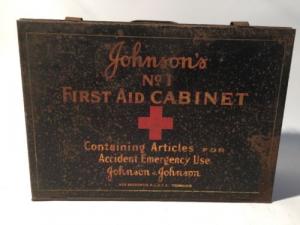 Johnson's
No 1
FIRST AID CABINET
Containing Articles FOR
Accident Emergency Use
Johnson & Johnson